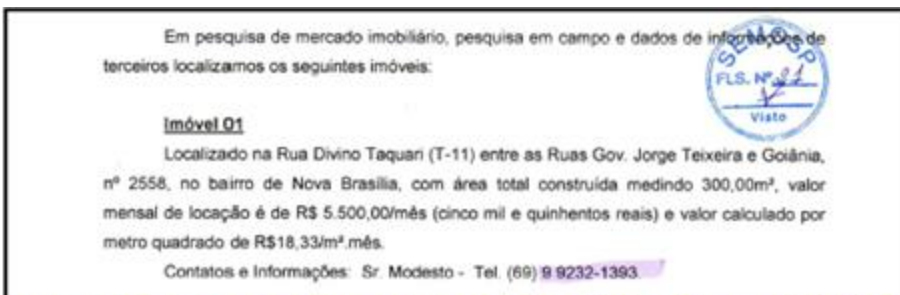 Em pesquisa de mercado imobiliário, pesquisa em campo e dados de informações de
terceiros localizamos os seguintes imóveis:
SEMOSP
FLS. Nº
Visto
Imóvel 01
Localizado na Rua Divino Taquari (T-11) entre as Ruas Gov. Jorge Teixeira e Goiânia,
nº 2558, no bairro de Nova Brasília, com área total construída medindo 300,00m², valor
mensal de locação é de R$ 5.500,00/mês (cinco mil e quinhentos reais) e valor calculado por
metro quadrado de R$18,33/m².mês.
Contatos e Informações: Sr. Modesto - Tel. (69) 9 9232-1393.